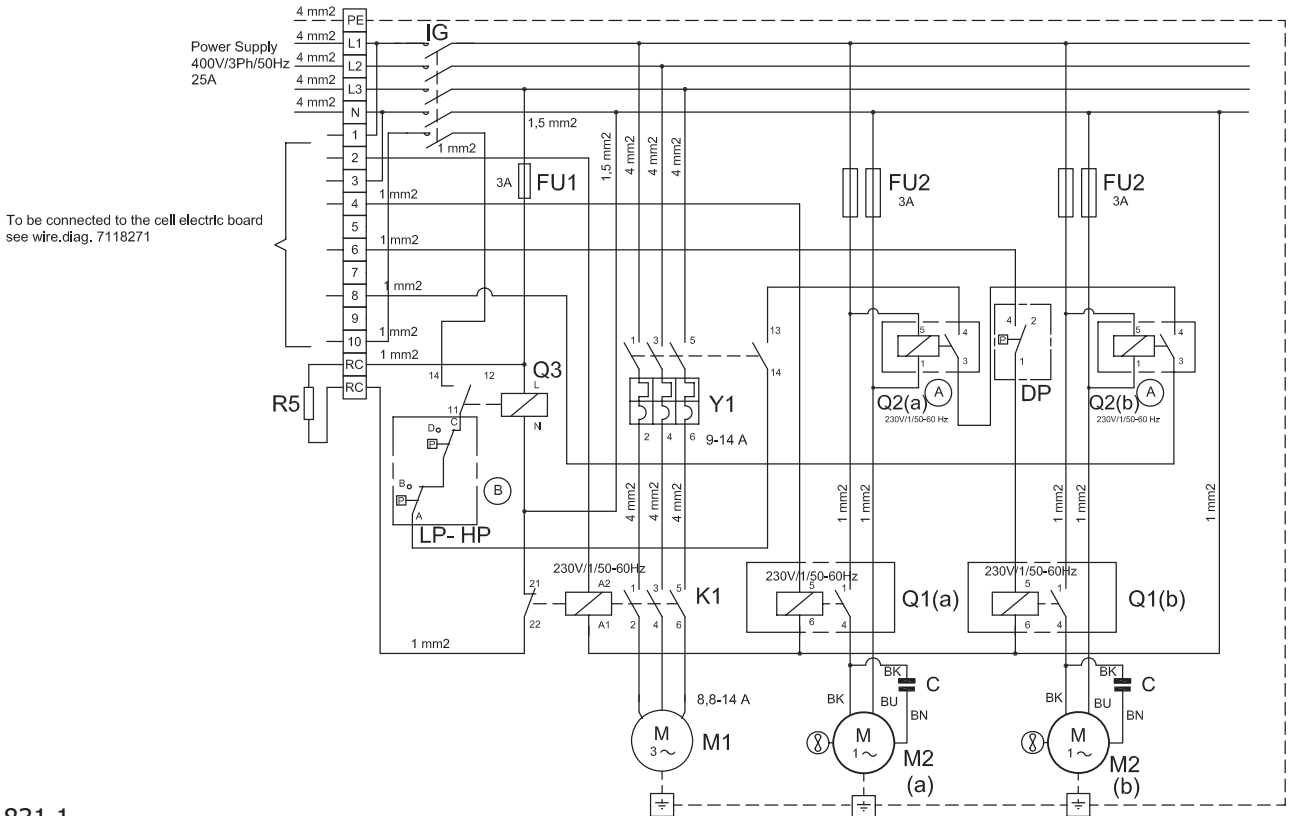 4 mm2
PE
4 mm2
L1
IG
Power Supply
400V/3Ph/50Hz
25A
4 mm2
L2
4 mm2
L3
4 mm2
N
1
1,5 mm2
1 mm2
2
3
1,5 mm2
4 mm2
4 mm2
4 mm2
3A
FU1
FU2
3A
FU2
3A
1 mm2
4
To be connected to the cell electric board
see wire.diag. 7118271
5
1 mm2
6
7
1 mm2
8
9
1 mm2
10
1 mm2
RC
RC
R5
14
12
11
Q3
L
N
C
D
P
B
P
A
B
LP- HP
1
3
5
13
14
Y1
2
4
6
9-14 A
5
4
1
3
Q2(a)
A
230V/1/50-60 Hz
4
2
P
1
DP
5
4
1
3
Q2(b)
A
230V/1/50-60 Hz
4 mm2
4 mm2
4 mm2
1 mm2
1 mm2
1 mm2
1 mm2
1 mm2
21
22
230V/1/50-60Hz
A2
A1
1
3
5
2
4
6
K1
230V/1/50-60Hz
5
1
6
4
Q1(a)
230V/1/50-60Hz
5
1
6
4
Q1(b)
1 mm2
8,8-14 A
M
3~
M1
BK
BK
C
BU
BN
M
1~
M2
(a)
BK
BK
C
BU
BN
M
1~
M2
(b)